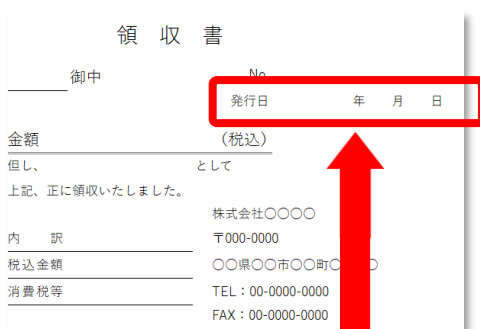 領 収 書
御中
No
発行日 年 月 日
金額 (税込)
但し、 として
上記、正に領収いたしました。
株式会社〇〇〇〇
内 訳 〒000-0000
税込金額 〇〇県〇〇市〇〇町〇
消費税等 TEL：00-0000-0000
FAX：00-0000-0000